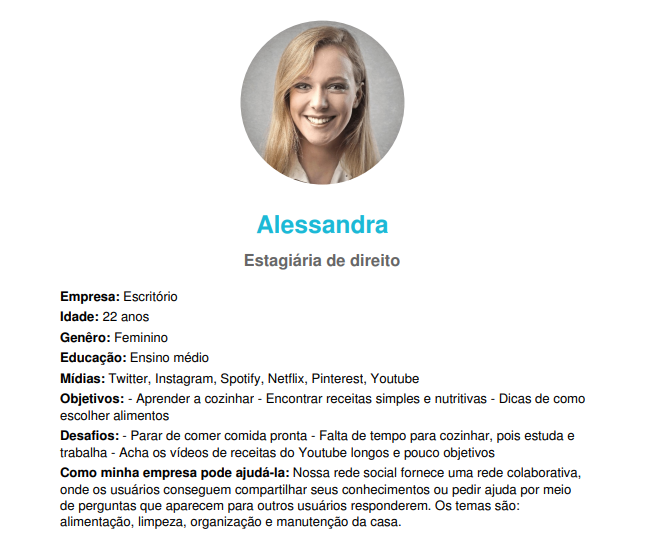 Alessandra
Estagiária de direito
Empresa: Escritório
Idade: 22 anos
Genêro: Feminino
Educação: Ensino médio
Mídias: Twitter, Instagram, Spotify, Netflix, Pinterest, Youtube
Objetivos: - Aprender a cozinhar - Encontrar receitas simples e nutritivas - Dicas de como
escolher alimentos
Desafios: - Parar de comer comida pronta - Falta de tempo para cozinhar, pois estuda e
trabalha - Acha os vídeos de receitas do Youtube longos e pouco objetivos
Como minha empresa pode ajudá-la: Nossa rede social fornece uma rede colaborativa,
onde os usuários conseguem compartilhar seus conhecimentos ou pedir ajuda por meio
de perguntas que aparecem para outros usuários responderem. Os temas são:
alimentação, limpeza, organização e manutenção da casa.